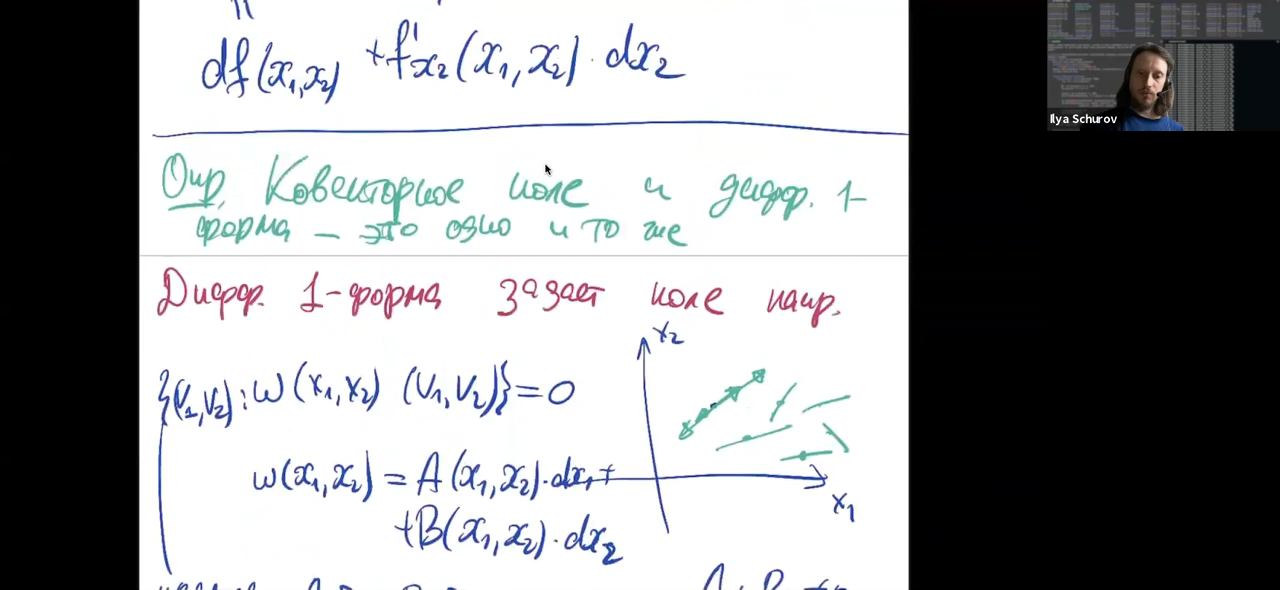 df(x₁,x₂) + f'x₂(x₁,x₂)·dx₂
Ilya Schurov
Опр. Ковекторное поле и дифф. 1-
форма – это одно и то же
Дифф. 1-форма задает поле напр.
{(v₁,v₂): ω(x₁,x₂) (v₁,v₂)} = 0
x₂
ω(x₁,x₂) = A(x₁,x₂)·dx₁+
x₁
+B(x₁,x₂)·dx₂